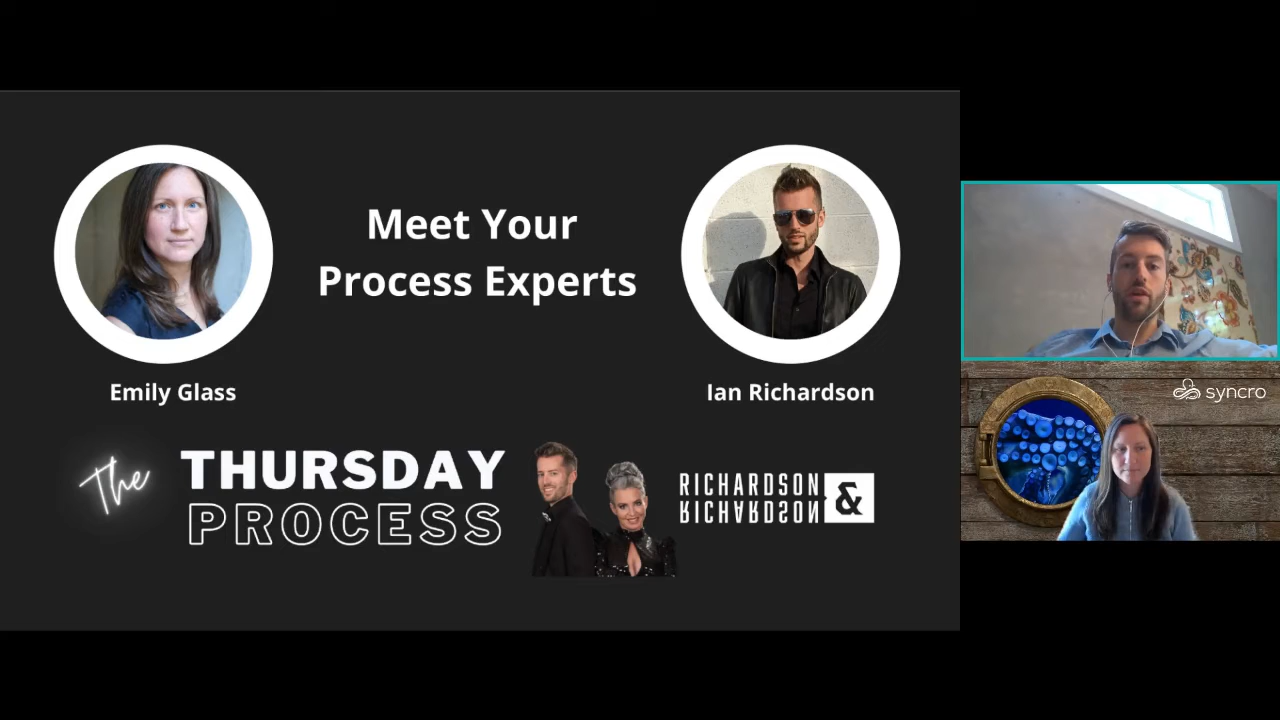 Meet Your
Process Experts
Emily Glass
Ian Richardson
The
THURSDAY
PROCESS
RICHARDSON
RICHARDSON
&
syncro